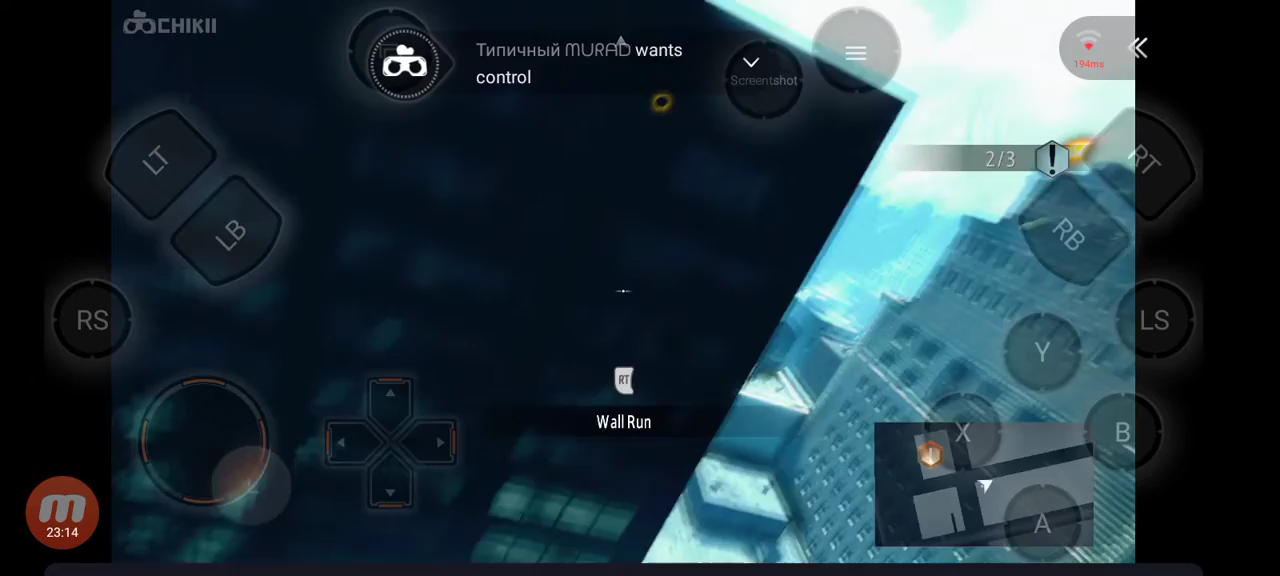 CHIKII
Типичный MURAD wants
control
Screentshot
194ms
LT
RT
2/3
LB
RB
RS
LS
Y
RT
Wall Run
X
B
L
A
23:14